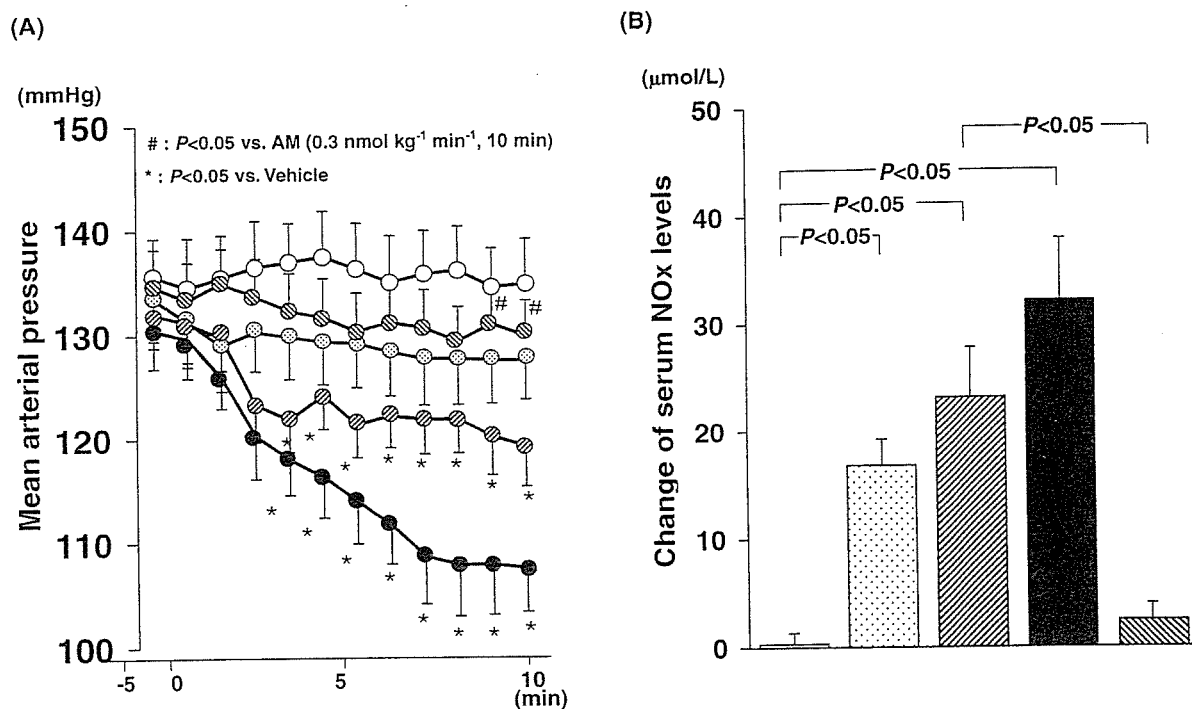 (A)
(mmHg)
150
# : P<0.05 vs. AM (0.3 nmol kg⁻¹ min⁻¹, 10 min)
* : P<0.05 vs. Vehicle
140
130
120
110
100
Mean arterial pressure
# #
* *
* * * * * *
* * * * * * * *
-5 0 5 10
(min)
(B)
(μmol/L)
50
40
30
20
10
0
Change of serum NOx levels
P<0.05
P<0.05
P<0.05
P<0.05